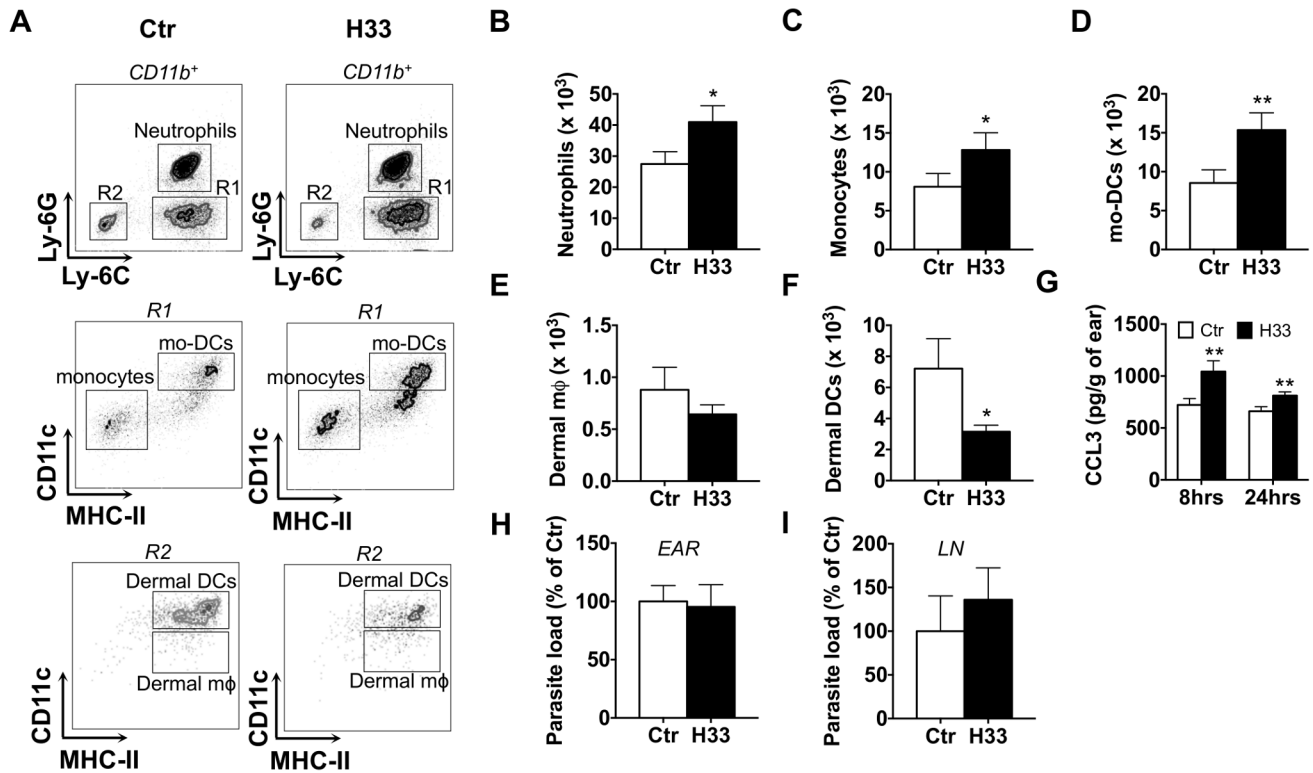 A
Ctr
H33
CD11b+
CD11b+
Neutrophils
R2
R1
Ly-6G
Ly-6C
Neutrophils
R2
R1
Ly-6G
Ly-6C
R1
mo-DCs
monocytes
CD11c
MHC-II
R1
mo-DCs
monocytes
CD11c
MHC-II
R2
Dermal DCs
Dermal mϕ
CD11c
MHC-II
R2
Dermal DCs
Dermal mϕ
CD11c
MHC-II
B
Neutrophils (x 10³)
50
40
30
20
10
0
*
Ctr H33
C
Monocytes (x 10³)
20
15
10
5
0
*
Ctr H33
D
mo-DCs (x 10³)
20
15
10
5
0
**
Ctr H33
E
Dermal mϕ (x 10³)
1.5
1.0
0.5
0.0
Ctr H33
F
Dermal DCs (x 10³)
10
8
6
4
2
0
*
Ctr H33
G
CCL3 (pg/g of ear)
1500
1000
500
0
Ctr H33
**
**
8hrs 24hrs
H
Parasite load (% of Ctr)
EAR
150
100
50
0
Ctr H33
I
Parasite load (% of Ctr)
LN
200
150
100
50
0
Ctr H33